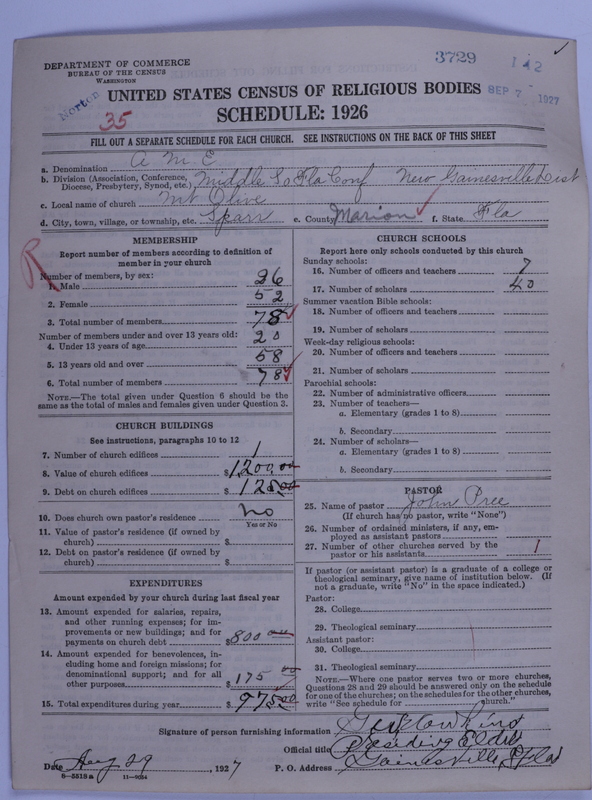 DEPARTMENT OF COMMERCE
BUREAU OF THE CENSUS
WASHINGTON
3729
142
Norton
SEP 7 1927
UNITED STATES CENSUS OF RELIGIOUS BODIES
SCHEDULE: 1926
35
FILL OUT A SEPARATE SCHEDULE FOR EACH CHURCH. SEE INSTRUCTIONS ON THE BACK OF THIS SHEET
a. Denomination A M E
b. Division (Association, Conference, Diocese, Presbytery, Synod, etc.) Middle So Fla Conf New Gainesville Dist
c. Local name of church Mt Olive
d. City, town, village, or township, etc. Sparr e. County Marion f. State Fla
R
MEMBERSHIP
Report number of members according to definition of member in your church
Number of members, by sex:
1. Male 26
2. Female 52
3. Total number of members 78
Number of members under and over 13 years old:
4. Under 13 years of age 20
5. 13 years old and over 58
6. Total number of members 78
NOTE.—The total given under Question 6 should be the same as the total of males and females given under Question 3.
CHURCH BUILDINGS
See instructions, paragraphs 10 to 12
7. Number of church edifices 1
8. Value of church edifices $1,200.00
9. Debt on church edifices $125.00
10. Does church own pastor's residence No
Yes or No
11. Value of pastor's residence (if owned by church) $
12. Debt on pastor's residence (if owned by church) $
EXPENDITURES
Amount expended by your church during last fiscal year
13. Amount expended for salaries, repairs, and other running expenses; for improvements or new buildings; and for payments on church debt $800 00
14. Amount expended for benevolences, including home and foreign missions; for denominational support; and for all other purposes $175 00
15. Total expenditures during year $975.00
CHURCH SCHOOLS
Report here only schools conducted by this church
Sunday schools:
16. Number of officers and teachers 7
17. Number of scholars 40
Summer vacation Bible schools:
18. Number of officers and teachers
19. Number of scholars
Week-day religious schools:
20. Number of officers and teachers
21. Number of scholars
Parochial schools:
22. Number of administrative officers
23. Number of teachers—
a. Elementary (grades 1 to 8)
b. Secondary
24. Number of scholars—
a. Elementary (grades 1 to 8)
b. Secondary
PASTOR
25. Name of pastor John Pree
(If church has no pastor, write "None")
26. Number of ordained ministers, if any, employed as assistant pastors
27. Number of other churches served by the pastor or his assistants 1
If pastor (or assistant pastor) is a graduate of a college or theological seminary, give name of institution below. (If not a graduate, write "No" in the space indicated.)
Pastor:
28. College
29. Theological seminary
Assistant pastor:
30. College
31. Theological seminary
NOTE.—Where one pastor serves two or more churches, Questions 28 and 29 should be answered only on the schedule for one of the churches; on the schedules for the other churches, write "See schedule for church."
Signature of person furnishing information
Official title Presiding Elder
Date Aug 29, 1927 P. O. Address Gainesville, Fla
8-5518a 11-9084